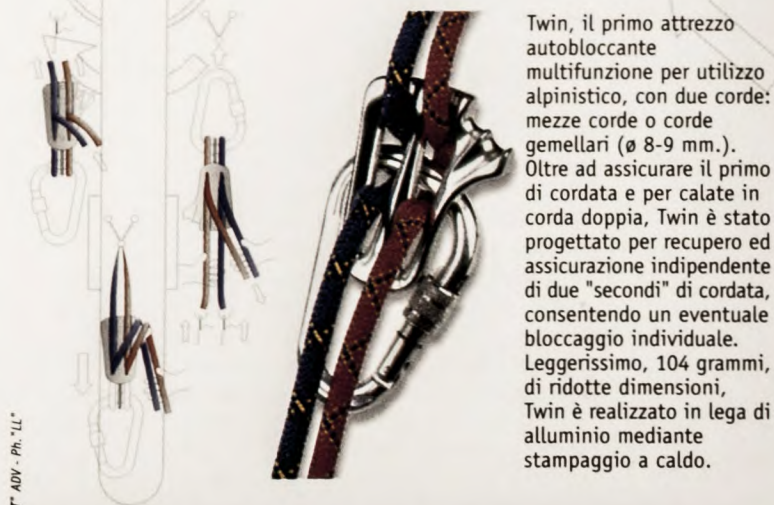 Twin, il primo attrezzo
autobloccante
multifunzione per utilizzo
alpinistico, con due corde:
mezze corde o corde
gemellari (ø 8-9 mm.).
Oltre ad assicurare il primo
di cordata e per calate in
corda doppia, Twin è stato
progettato per recupero ed
assicurazione indipendente
di due "secondi" di cordata,
consentendo un eventuale
bloccaggio individuale.
Leggerissimo, 104 grammi,
di ridotte dimensioni,
Twin è realizzato in lega di
alluminio mediante
stampaggio a caldo.
ADV - Ph."LL"